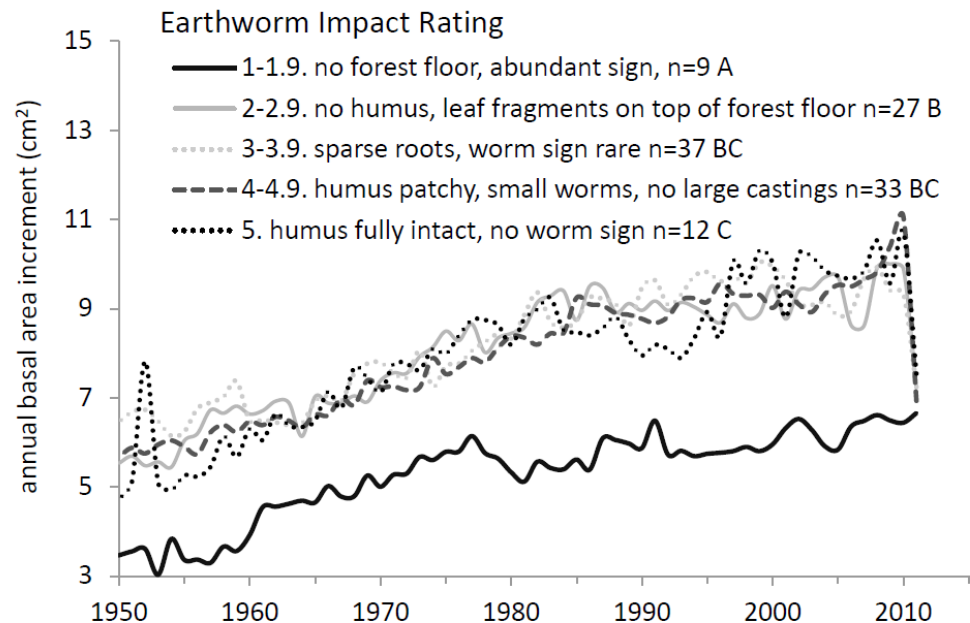 Earthworm Impact Rating
15
1-1.9. no forest floor, abundant sign, n=9 A
2-2.9. no humus, leaf fragments on top of forest floor n=27 B
13
3-3.9. sparse roots, worm sign rare n=37 BC
4-4.9. humus patchy, small worms, no large castings n=33 BC
11
5. humus fully intact, no worm sign n=12 C
9
7
5
3
annual basal area increment (cm²)
1950 1960 1970 1980 1990 2000 2010